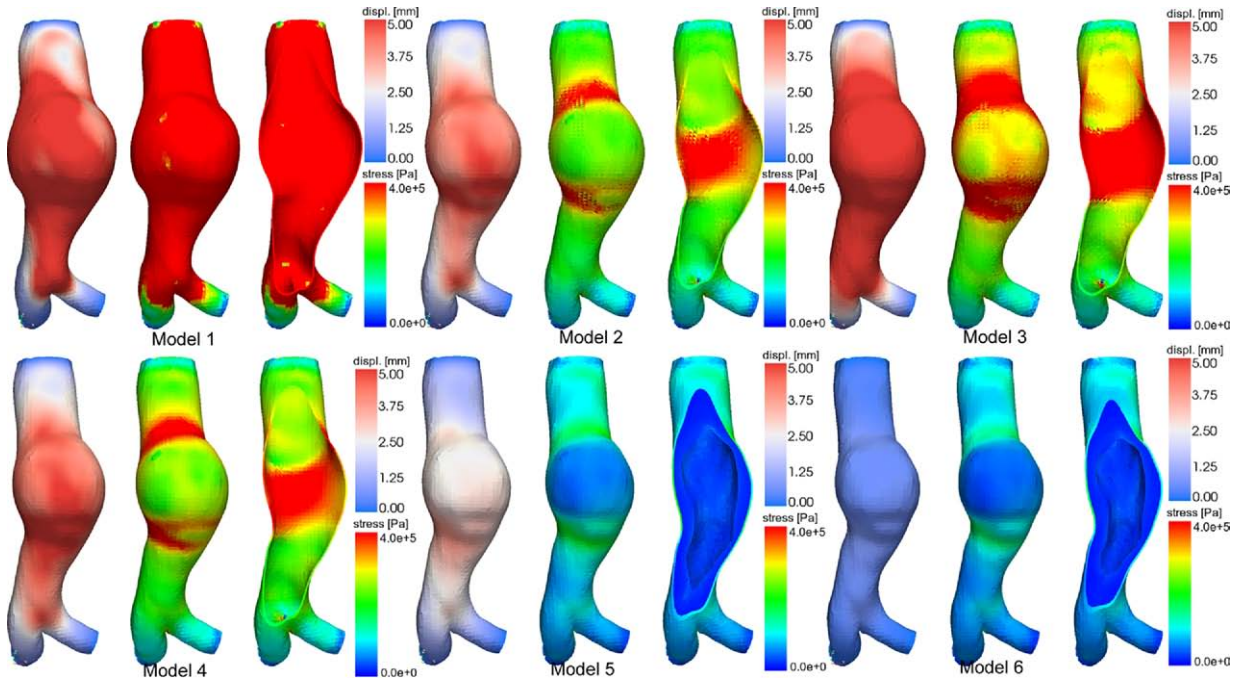 displ. [mm]
5.00
3.75
2.50
1.25
0.00
stress [Pa]
4.0e+5
0.0e+0
Model 1
displ. [mm]
5.00
3.75
2.50
1.25
0.00
stress [Pa]
4.0e+5
0.0e+0
Model 2
displ. [mm]
5.00
3.75
2.50
1.25
0.00
stress [Pa]
4.0e+5
0.0e+0
Model 3
displ. [mm]
5.00
3.75
2.50
1.25
0.00
stress [Pa]
4.0e+5
0.0e+0
Model 4
displ. [mm]
5.00
3.75
2.50
1.25
0.00
stress [Pa]
4.0e+5
0.0e+0
Model 5
displ. [mm]
5.00
3.75
2.50
1.25
0.00
stress [Pa]
4.0e+5
0.0e+0
Model 6